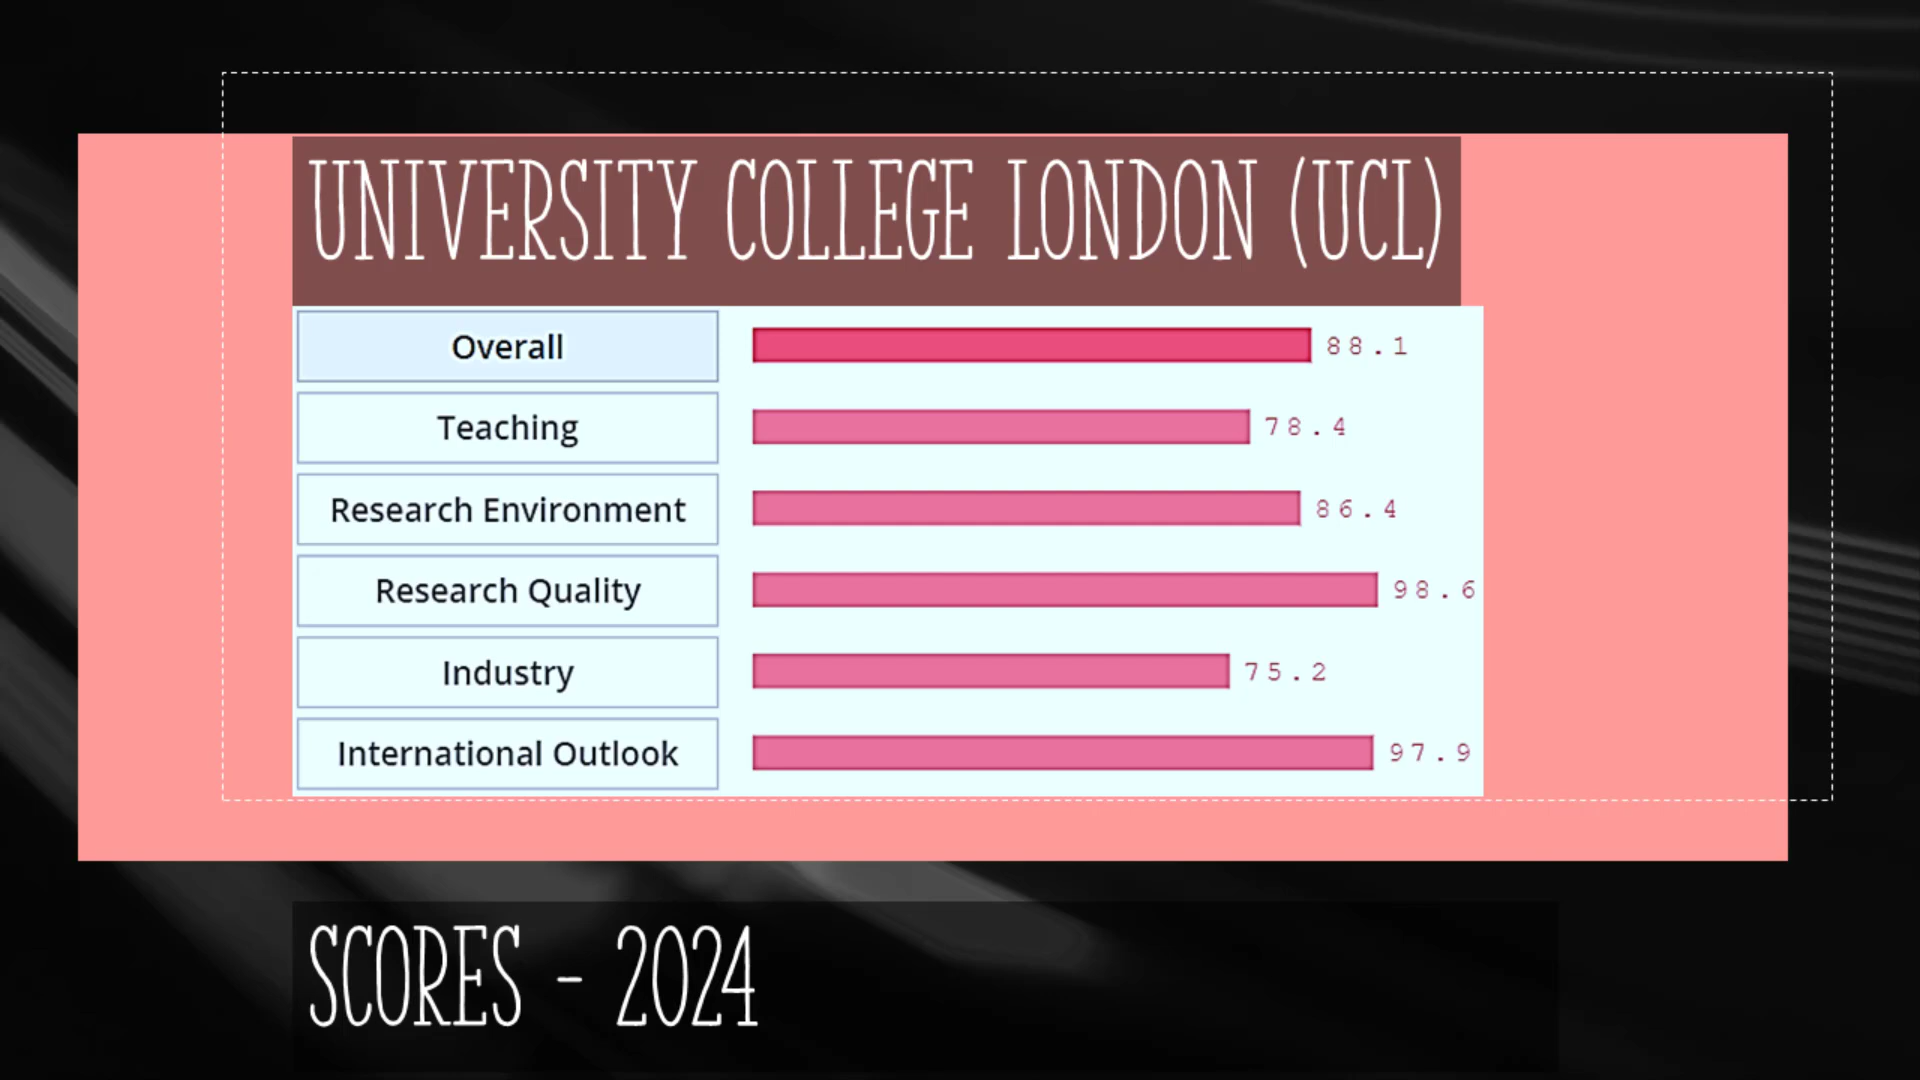 UNIVERSITY COLLEGE LONDON (UCL)
Overall 88.1
Teaching 78.4
Research Environment 86.4
Research Quality 98.6
Industry 75.2
International Outlook 97.9
SCORES - 2024